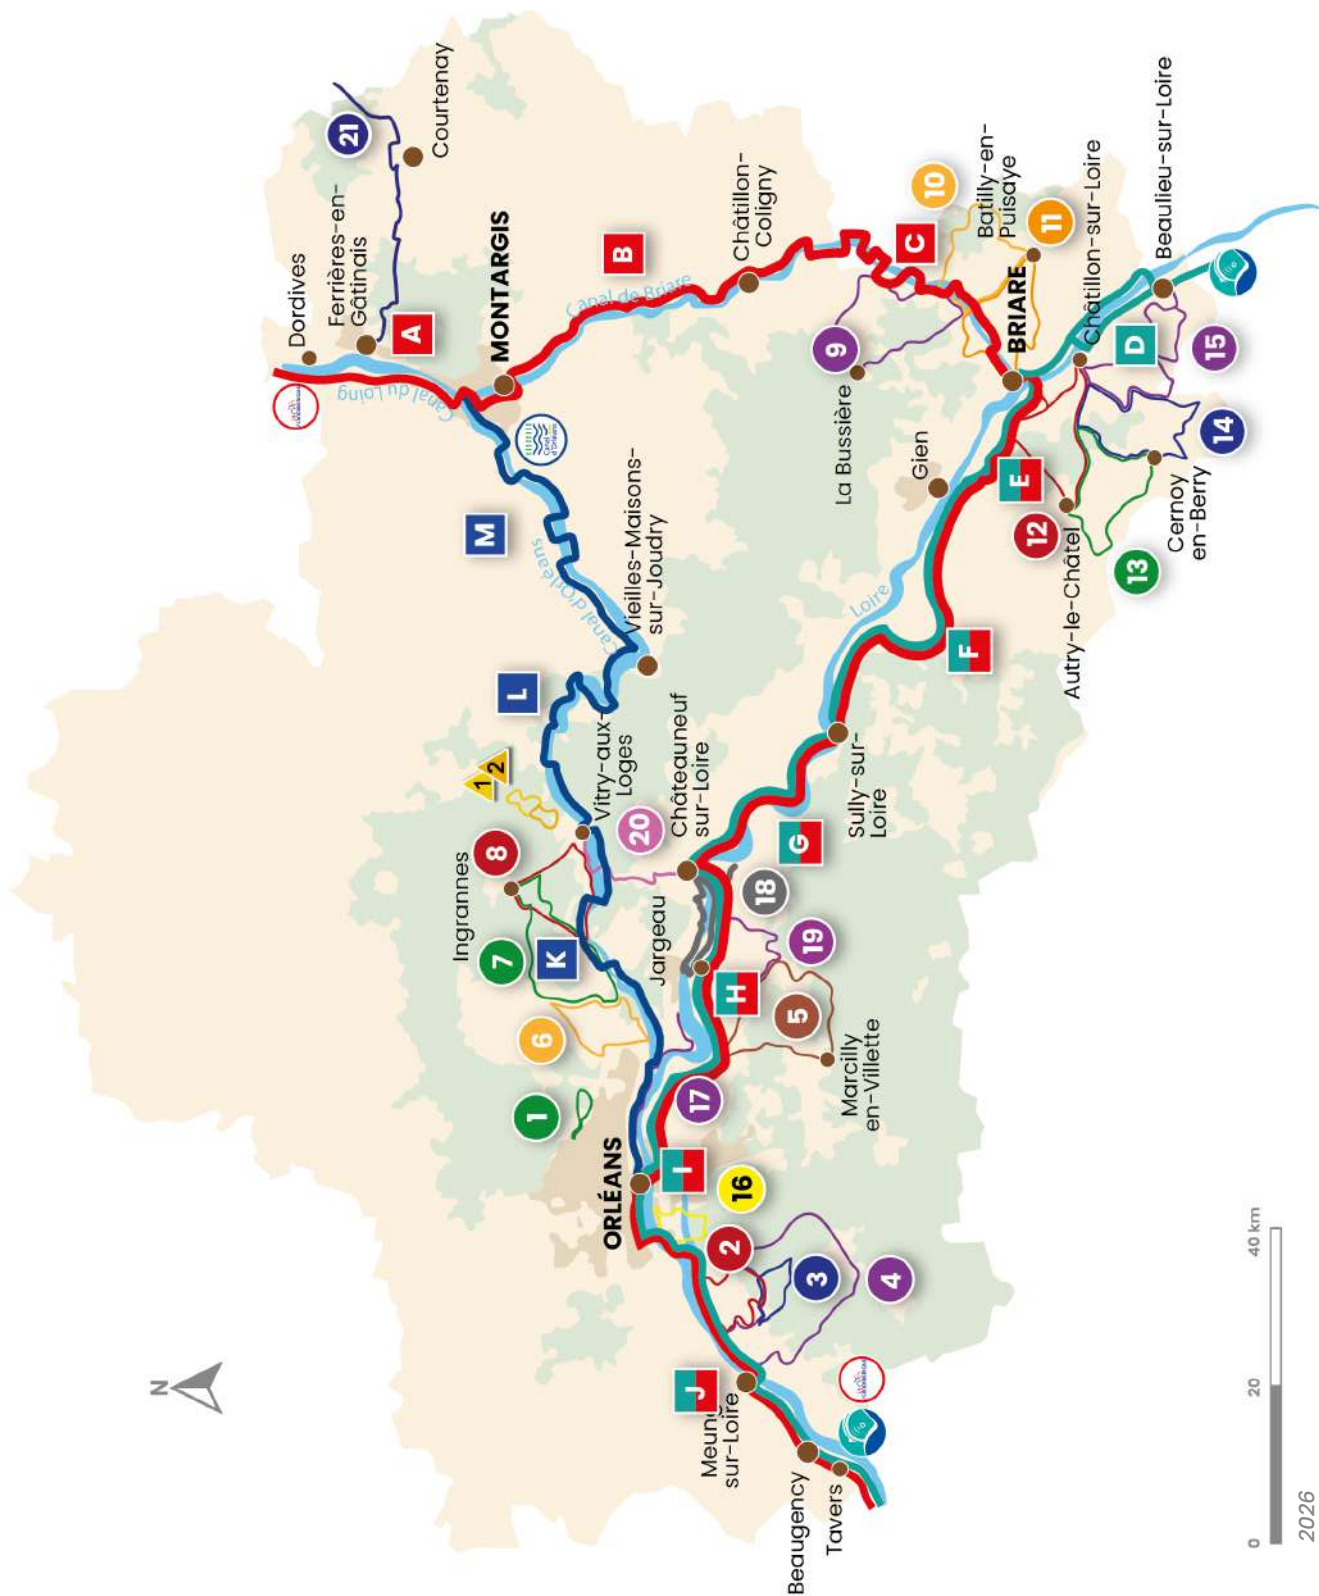 N
Dordives
Ferrières-en-
Gâtinais
21
Courtenay
A
Canal du Loing
MONTARGIS
B
Canal de Briare
Châtillon-
Coligny
Canal
d'Orléans
M
Canal d'Orléans
Vieilles-Maisons-
sur-Joudry
L
1
2
Vitry-aux-
Loges
Ingrannes
8
7
K
6
1
20
Châteauneuf
sur-Loire
Jargeau
18
19
H
5
Marcilly
en-Villette
G
Sully-sur-
Loire
Loire
F
Gien
La Bussière
9
C
10
Batilly-en-
Puisaye
11
BRIARE
Châtillon-sur-Loire
Beaulieu-sur-Loire
D
15
14
Cernoy
en-Berry
13
12
E
Autry-le-Châtel
ORLÉANS
17
I
16
2
3
4
J
Meung
sur-Loire
Beaugency
Tavers
0
20
40 km
2026